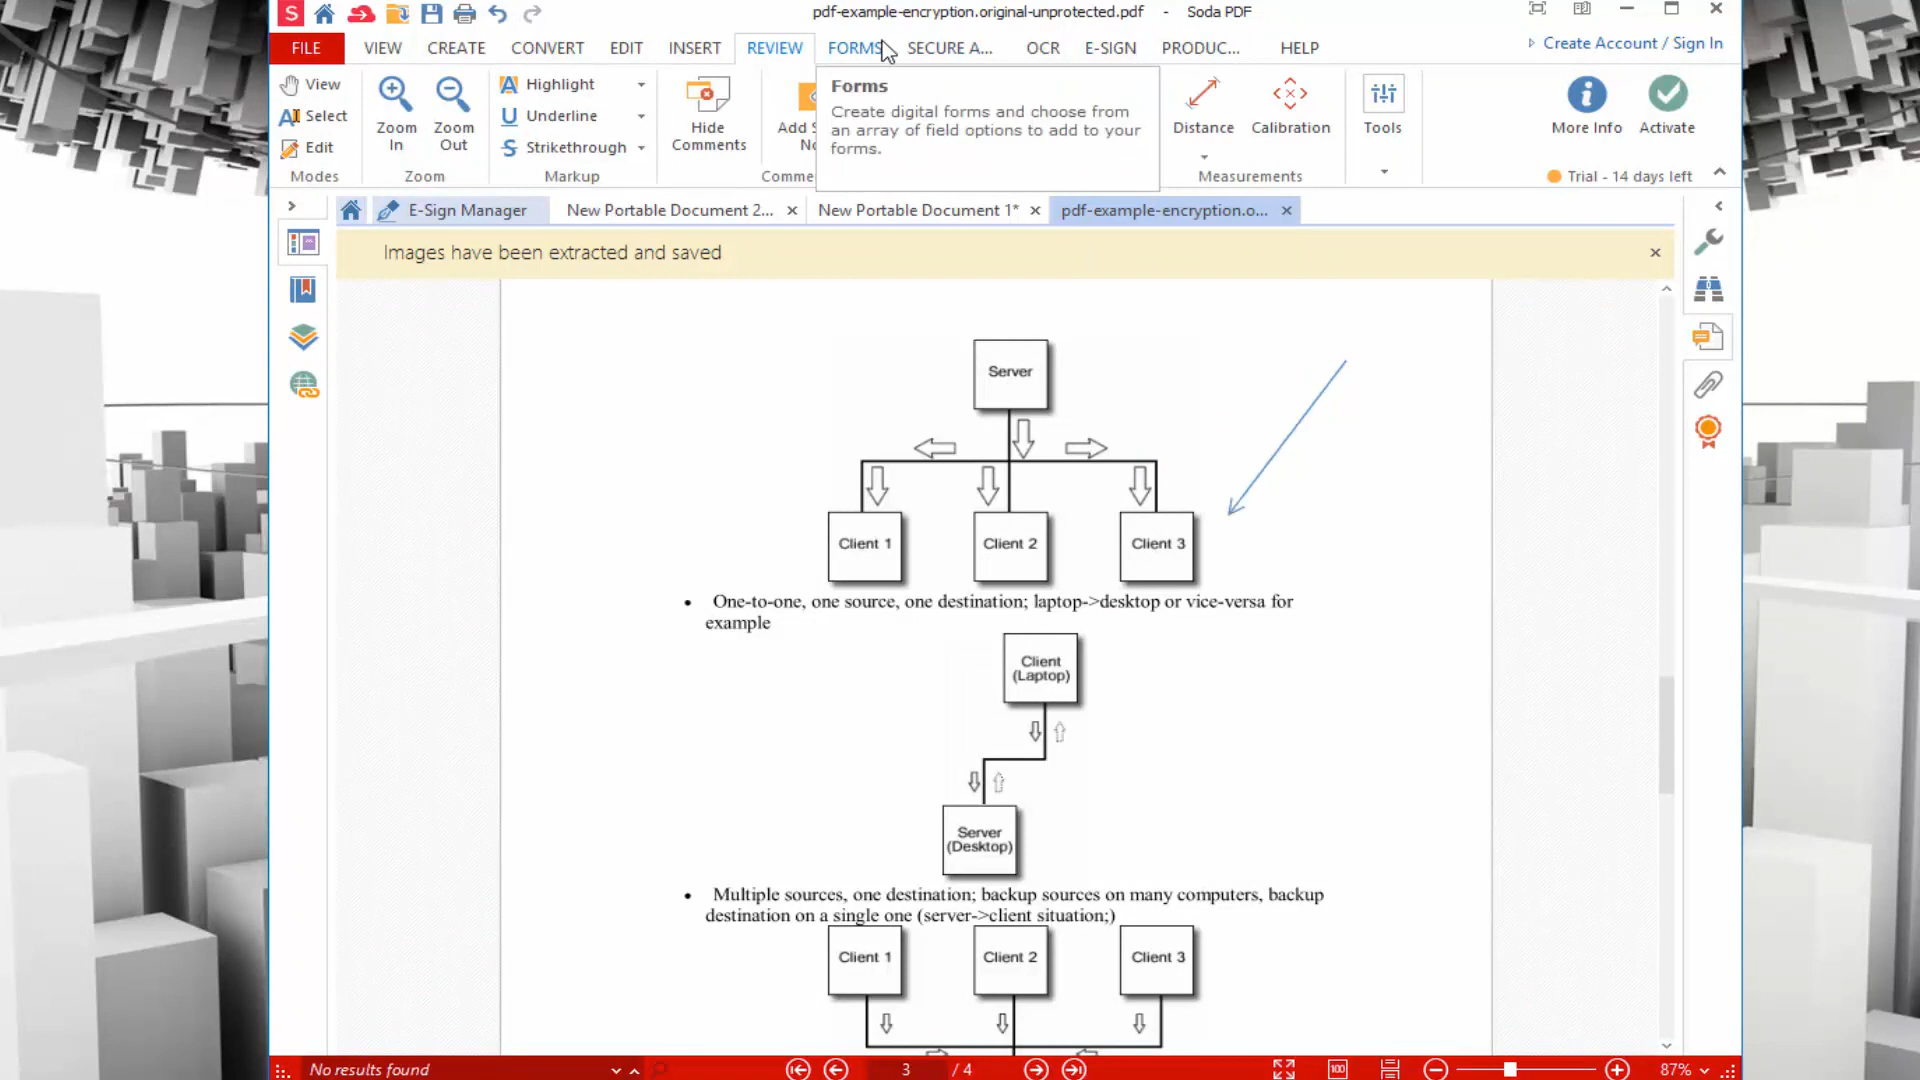 pdf-example-encryption.original-unprotected.pdf - Soda PDF
FILE VIEW CREATE CONVERT EDIT INSERT REVIEW FORMS SECURE A... OCR E-SIGN PRODUC... HELP
Create Account / Sign In
View
Select
Edit
Modes
Zoom In
Zoom Out
Zoom
Highlight
Underline
Strikethrough
Markup
Hide Comments
Add S
No
Comme
Forms
Create digital forms and choose from
an array of field options to add to your
forms.
Distance
Calibration
Measurements
Tools
More Info
Activate
Trial - 14 days left
E-Sign Manager
New Portable Document 2...
New Portable Document 1*
pdf-example-encryption.o...
Images have been extracted and saved
Server
Client 1 Client 2 Client 3
• One-to-one, one source, one destination; laptop->desktop or vice-versa for
example
Client
(Laptop)
Server
(Desktop)
• Multiple sources, one destination; backup sources on many computers, backup
destination on a single one (server->client situation;)
Client 1 Client 2 Client 3
No results found
3 / 4
100
87%